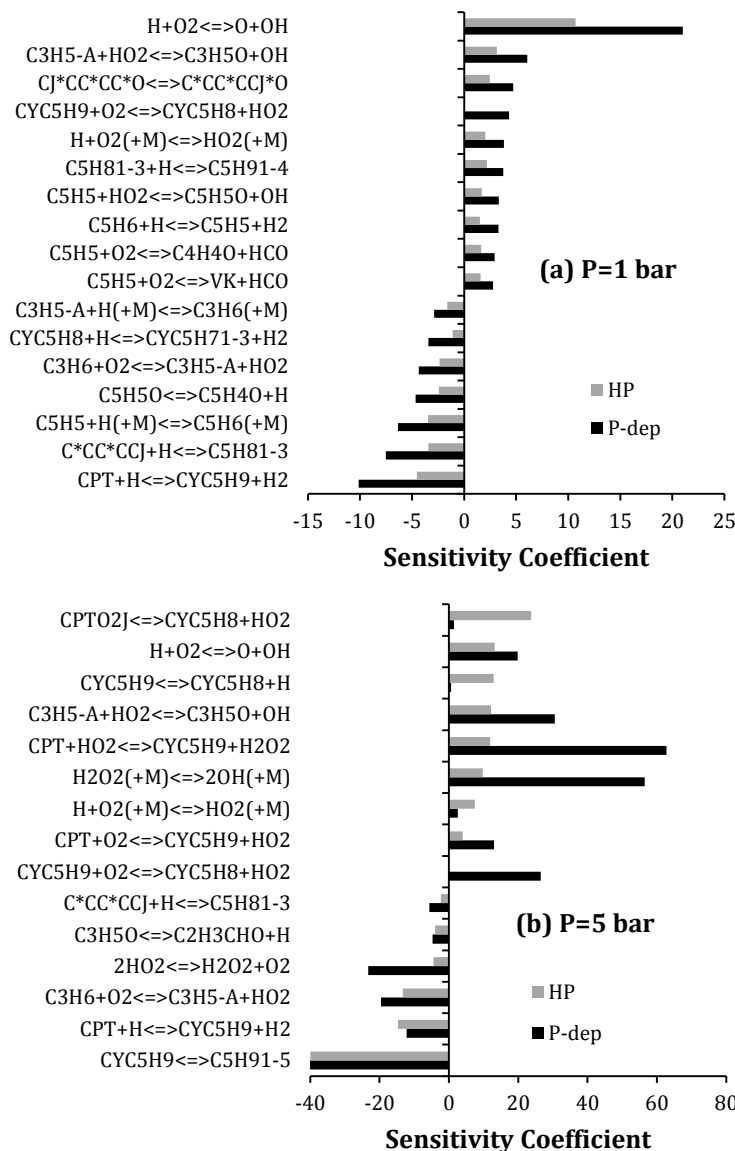 H+O2<=>O+OH
C3H5-A+HO2<=>C3H5O+OH
CJ*CC*CC*O<=>C*CC*CCJ*O
CYC5H9+O2<=>CYC5H8+HO2
H+O2(+M)<=>HO2(+M)
C5H81-3+H<=>C5H91-4
C5H5+HO2<=>C5H5O+OH
C5H6+H<=>C5H5+H2
C5H5+O2<=>C4H4O+HCO
C5H5+O2<=>VK+HCO
C3H5-A+H(+M)<=>C3H6(+M)
CYC5H8+H<=>CYC5H71-3+H2
C3H6+O2<=>C3H5-A+HO2
C5H5O<=>C5H4O+H
C5H5+H(+M)<=>C5H6(+M)
C*CC*CCJ+H<=>C5H81-3
CPT+H<=>CYC5H9+H2
(a) P=1 bar
HP
P-dep
-15 -10 -5 0 5 10 15 20 25
Sensitivity Coefficient
CPTO2J<=>CYC5H8+HO2
H+O2<=>O+OH
CYC5H9<=>CYC5H8+H
C3H5-A+HO2<=>C3H5O+OH
CPT+HO2<=>CYC5H9+H2O2
H2O2(+M)<=>2OH(+M)
H+O2(+M)<=>HO2(+M)
CPT+O2<=>CYC5H9+HO2
CYC5H9+O2<=>CYC5H8+HO2
C*CC*CCJ+H<=>C5H81-3
C3H5O<=>C2H3CHO+H
2HO2<=>H2O2+O2
C3H6+O2<=>C3H5-A+HO2
CPT+H<=>CYC5H9+H2
CYC5H9<=>C5H91-5
(b) P=5 bar
HP
P-dep
-40 -20 0 20 40 60 80
Sensitivity Coefficient